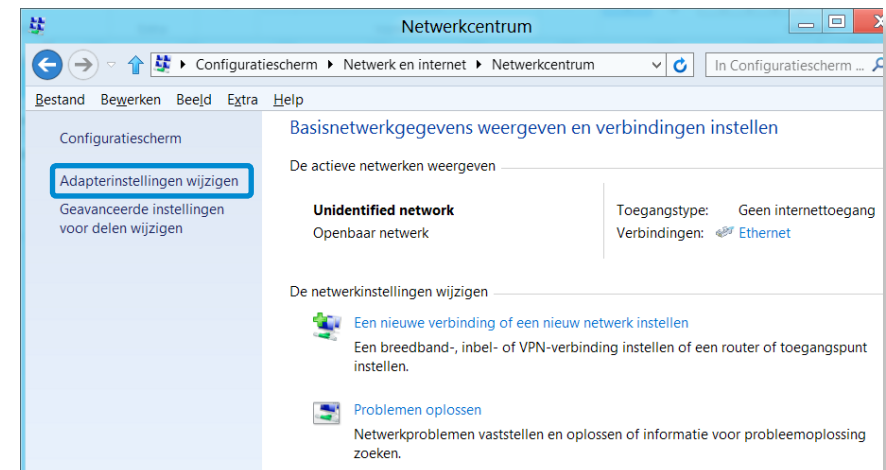 Netwerkcentrum
Configuratiescherm Netwerk en internet Netwerkcentrum
In Configuratiescherm ...
Bestand Bewerken Beeld Extra Help
Configuratiescherm
Adapterinstellingen wijzigen
Geavanceerde instellingen
voor delen wijzigen
Basisnetwerkgegevens weergeven en verbindingen instellen
De actieve netwerken weergeven
Unidentified network
Openbaar netwerk
Toegangstype: Geen internettoegang
Verbindingen: Ethernet
De netwerkinstellingen wijzigen
Een nieuwe verbinding of een nieuw netwerk instellen
Een breedband-, inbel- of VPN-verbinding instellen of een router of toegangspunt
instellen.
Problemen oplossen
Netwerkproblemen vaststellen en oplossen of informatie voor probleemoplossing
zoeken.